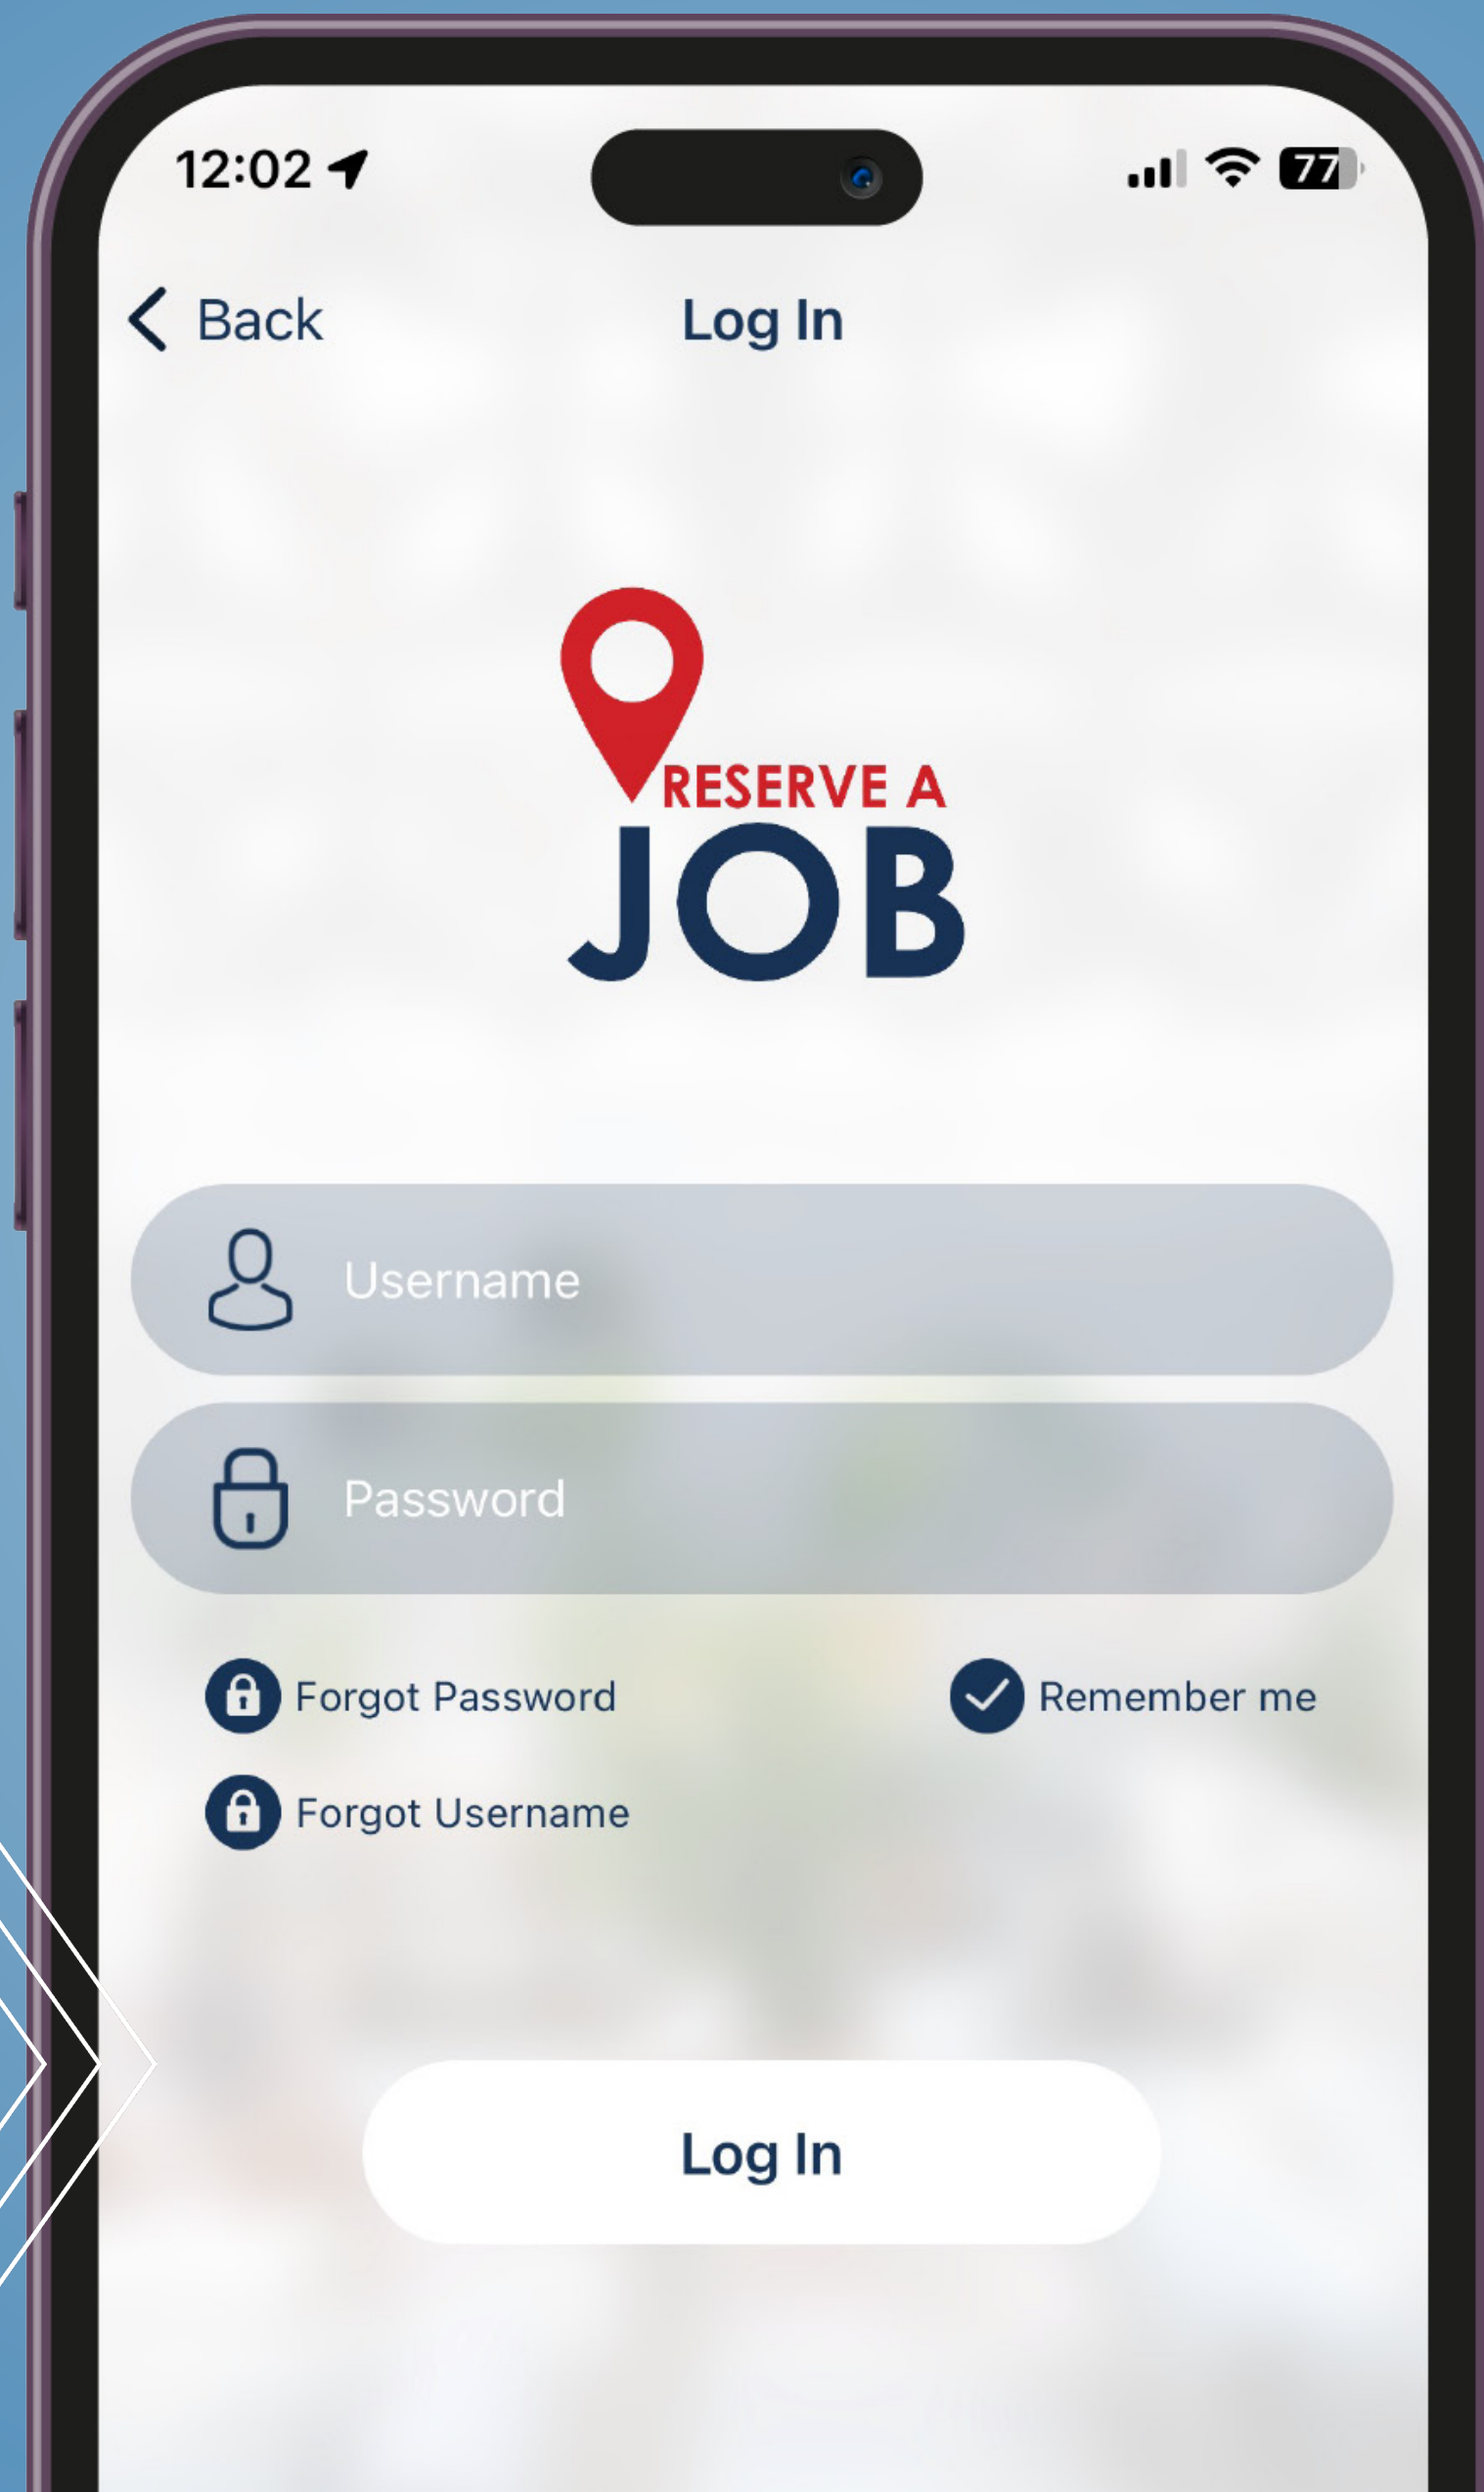 12:02
77
Back
Log In
RESERVE A
JOB
Username
Password
Forgot Password
Remember me
Forgot Username
Log In